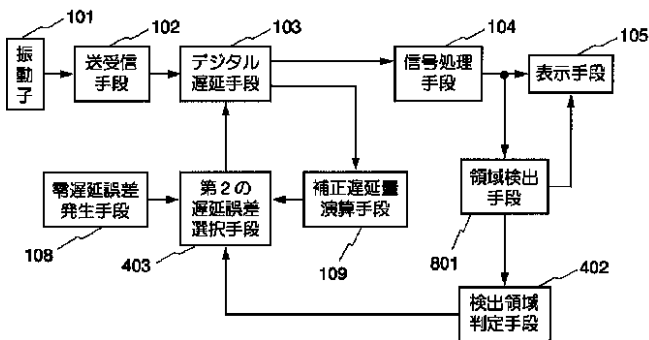 101
102
103
104
105
振動子
送受信
手段
デジタル
遅延手段
信号処理
手段
表示手段
零遅延誤差
発生手段
第2の
遅延誤差
選択手段
補正遅延量
演算手段
領域検出
手段
108
403
109
801
402
検出領域
判定手段